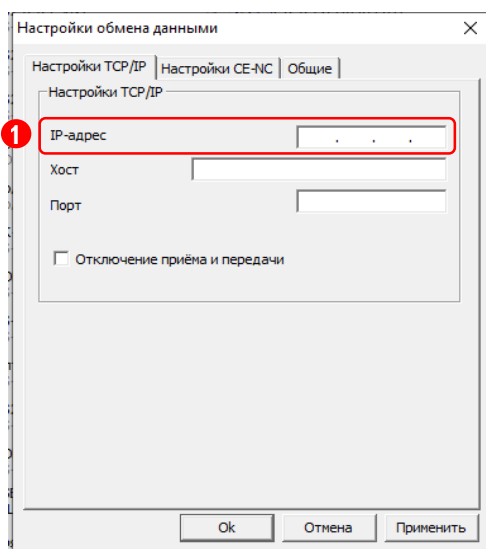 Настройки обмена данными
Настройки TCP/IP Настройки CE-NC Общие
Настройки TCP/IP
1 IP-адрес . . .
Хост
Порт
Отключение приёма и передачи
Ok Отмена Применить